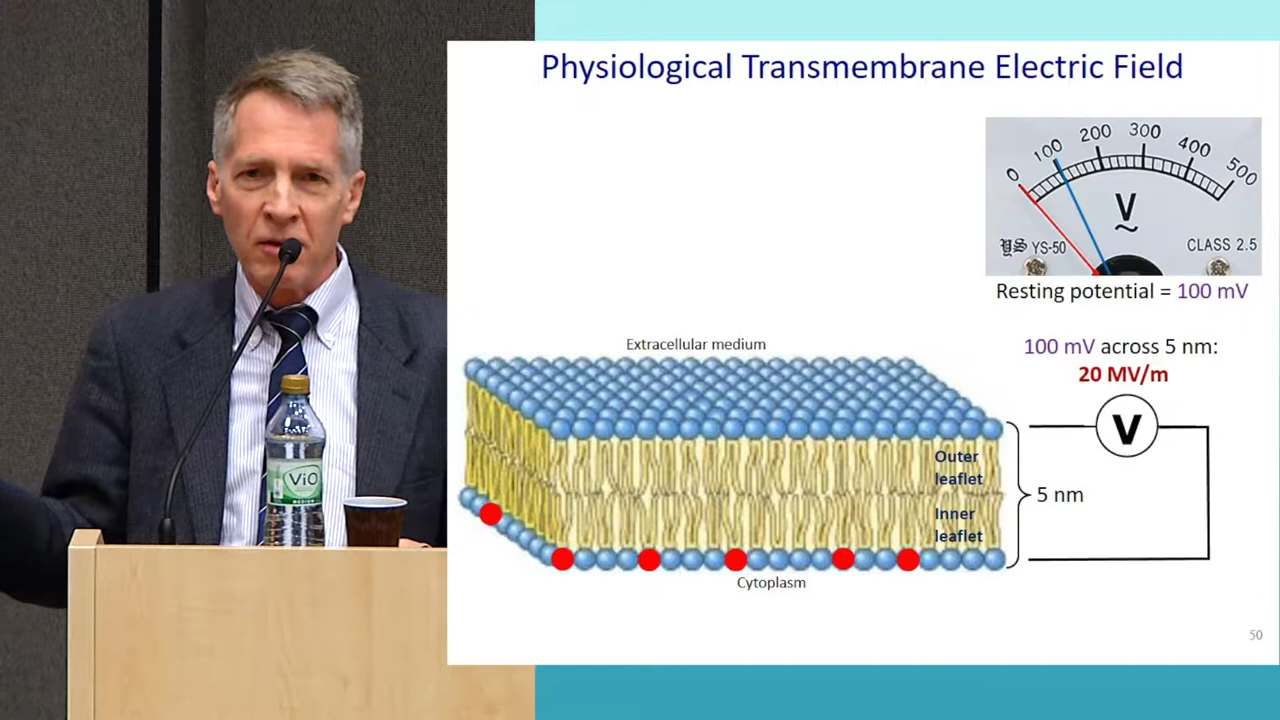 Physiological Transmembrane Electric Field
0 100 200 300 400 500
V
~
YS-50
CLASS 2.5
Resting potential = 100 mV
100 mV across 5 nm:
20 MV/m
V
Extracellular medium
Outer
leaflet
5 nm
Inner
leaflet
Cytoplasm
ViO
MEDIUM
50